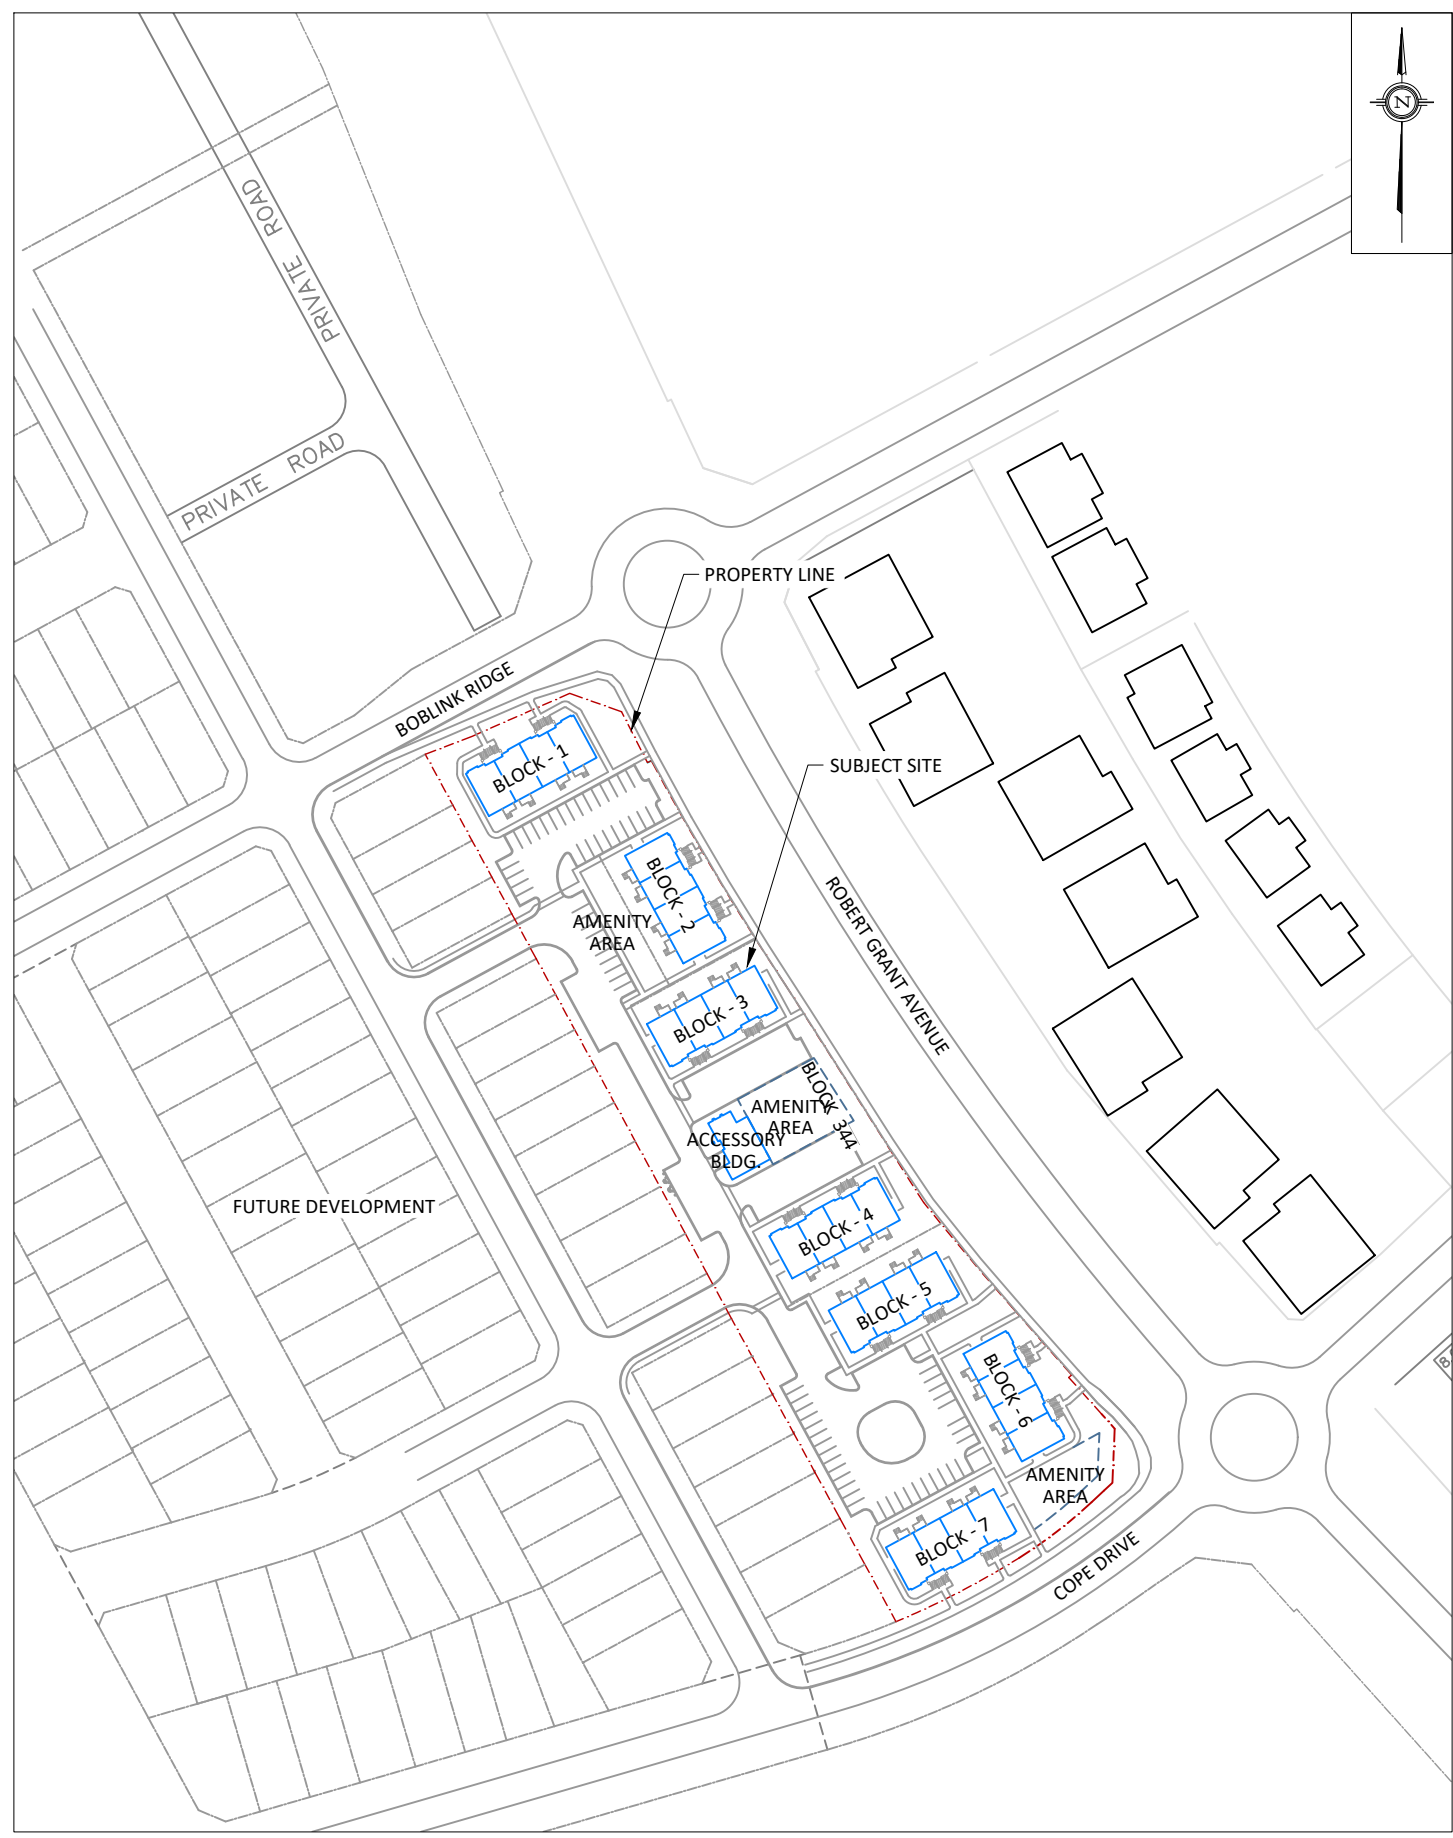 N
PRIVATE ROAD
PRIVATE ROAD
PROPERTY LINE
BOBLINK RIDGE
BLOCK - 1
SUBJECT SITE
BLOCK - 2
AMENITY
AREA
ROBERT GRANT AVENUE
BLOCK - 3
BLOCK 344
AMENITY
AREA
ACCESSORY
BLDG.
FUTURE DEVELOPMENT
BLOCK - 4
BLOCK - 5
BLOCK - 6
AMENITY
AREA
BLOCK - 7
COPE DRIVE